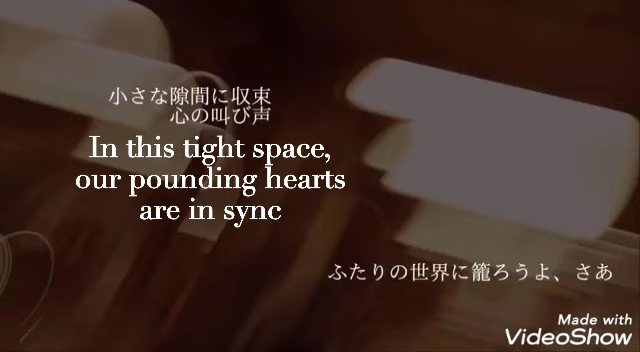 小さな隙間に収束
心の叫び声
In this tight space,
our pounding hearts
are in sync
ふたりの世界に籠ろうよ、さあ
Made with
VideoShow